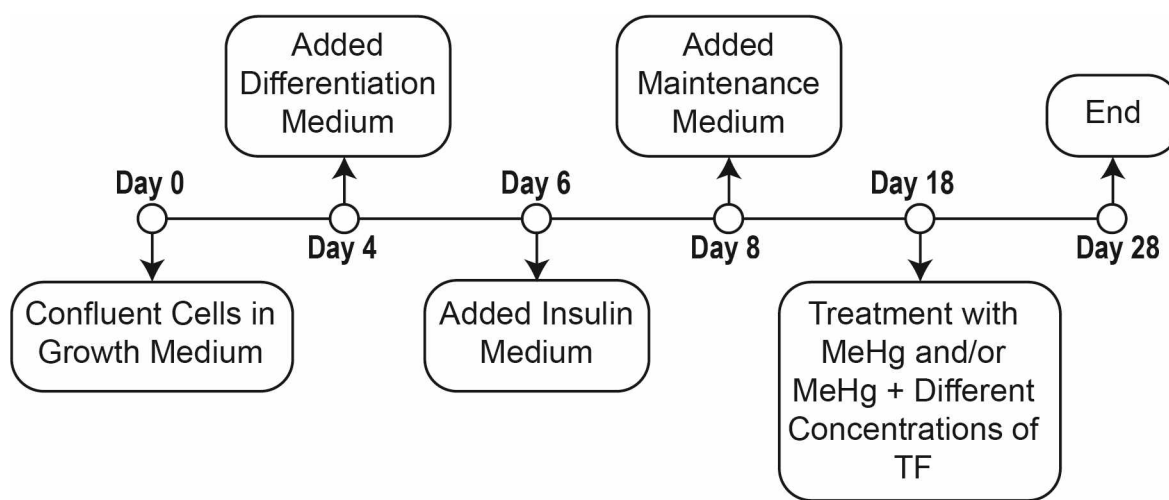 Added
Differentiation
Medium
Added
Maintenance
Medium
End
Day 0
Day 6
Day 18
Day 4
Day 8
Day 28
Confluent Cells in
Growth Medium
Added Insulin
Medium
Treatment with
MeHg and/or
MeHg + Different
Concentrations of
TF